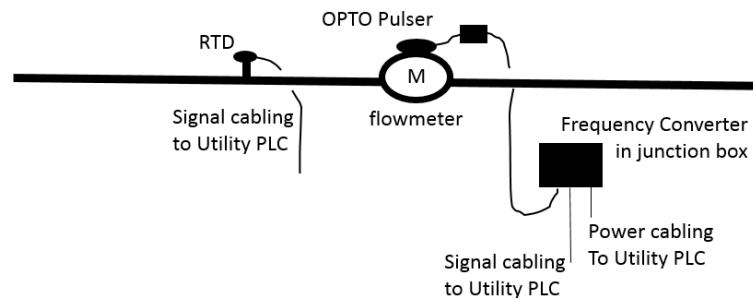 OPTO Pulser
RTD
M
flowmeter
Signal cabling
to Utility PLC
Frequency Converter
in junction box
Power cabling
To Utility PLC
Signal cabling
to Utility PLC